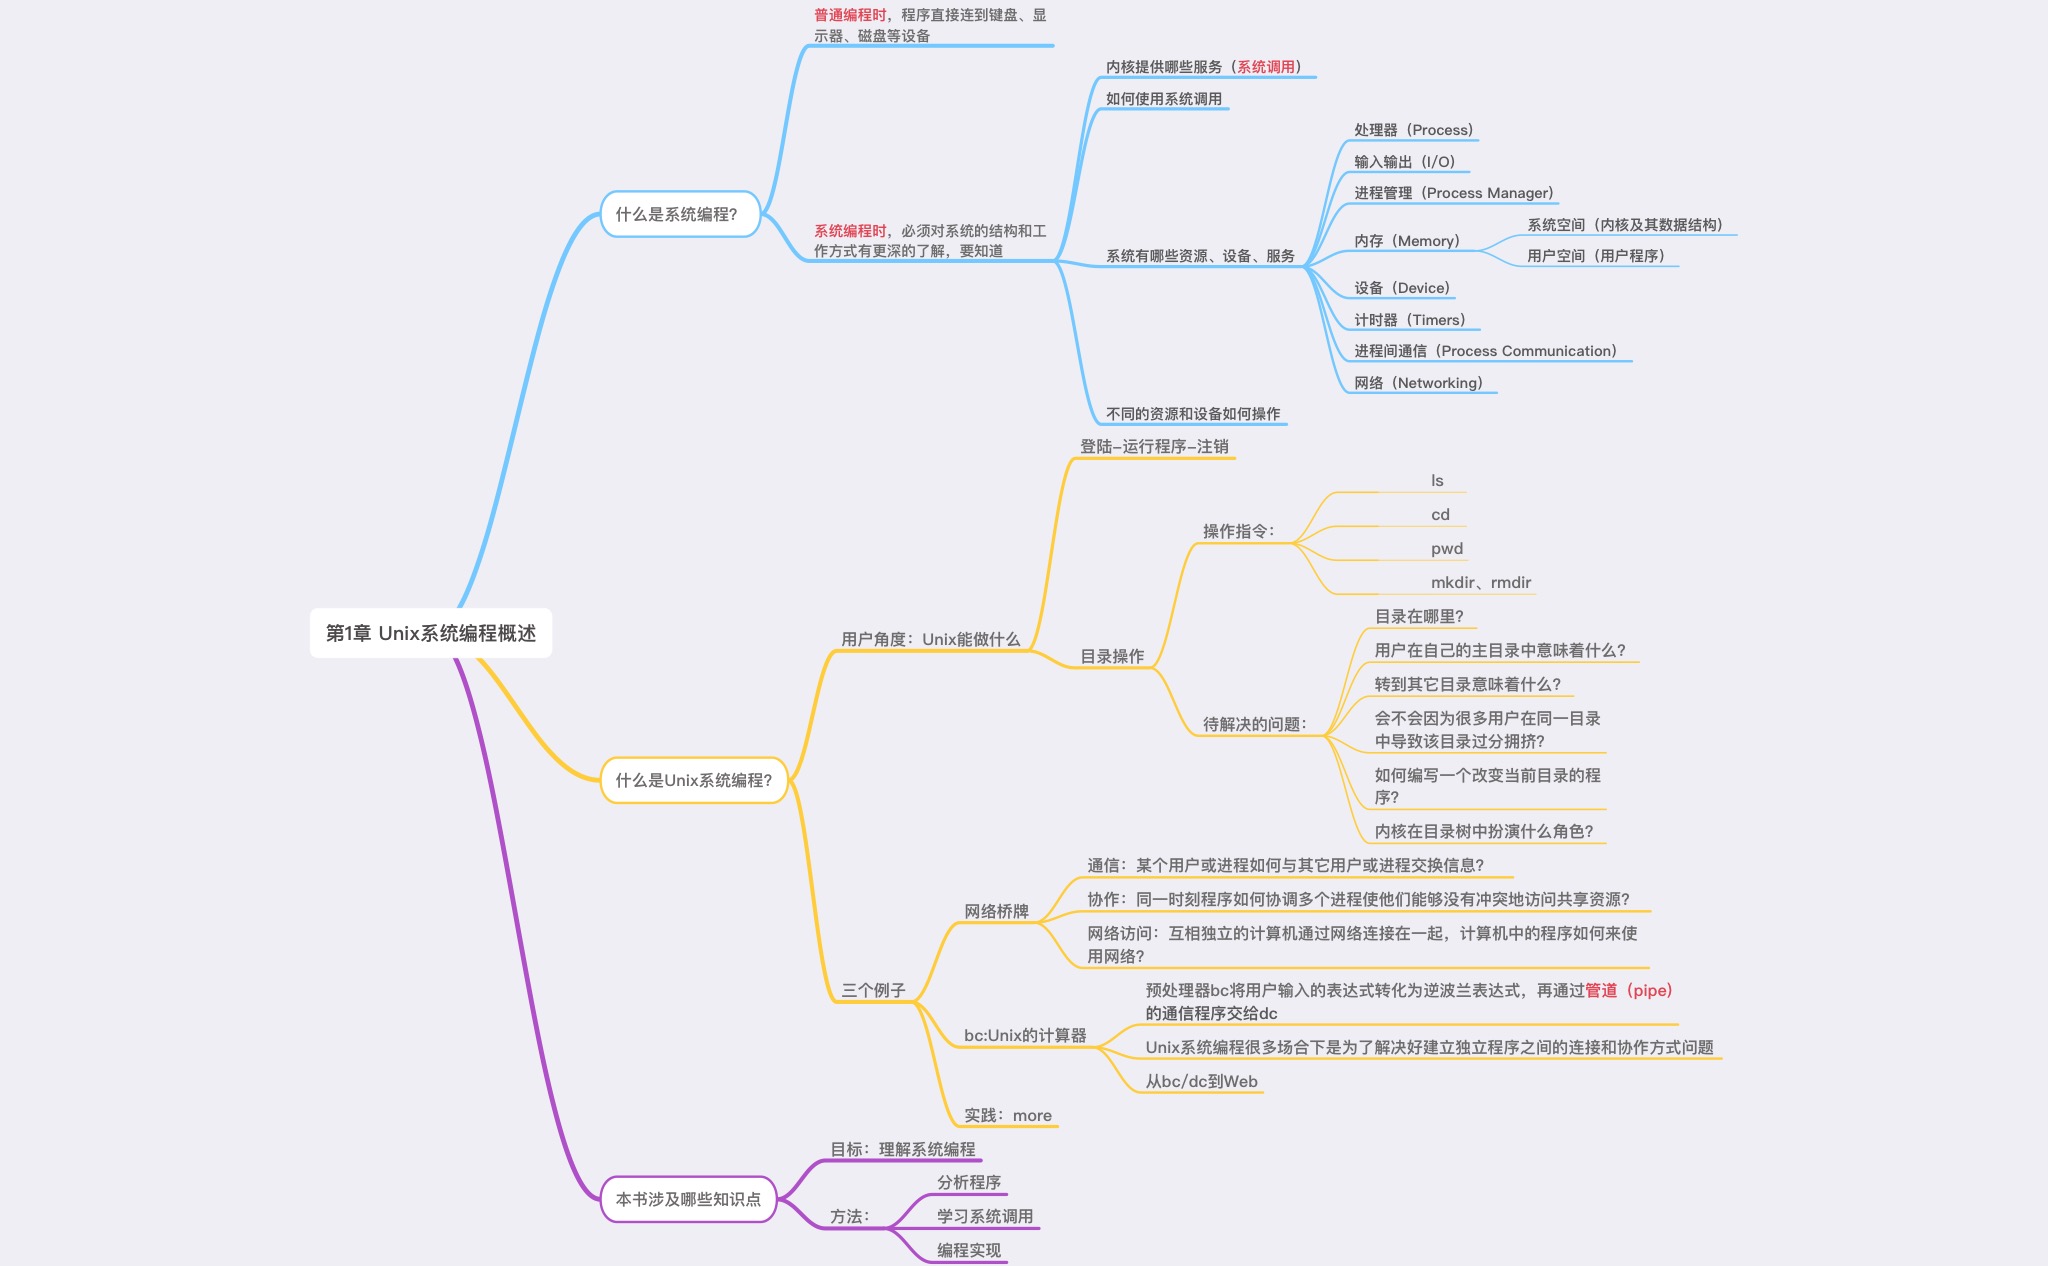 第1章 Unix系统编程概述
什么是系统编程？
普通编程时，程序直接连到键盘、显
示器、磁盘等设备
系统编程时，必须对系统的结构和工
作方式有更深的了解，要知道
内核提供哪些服务（系统调用）
如何使用系统调用
系统有哪些资源、设备、服务
处理器（Process）
输入输出（I/O）
进程管理（Process Manager）
内存（Memory）
系统空间（内核及其数据结构）
用户空间（用户程序）
设备（Device）
计时器（Timers）
进程间通信（Process Communication）
网络（Networking）
不同的资源和设备如何操作
什么是Unix系统编程？
用户角度：Unix能做什么
登陆-运行程序-注销
目录操作
操作指令：
ls
cd
pwd
mkdir、rmdir
待解决的问题：
目录在哪里？
用户在自己的主目录中意味着什么？
转到其它目录意味着什么？
会不会因为很多用户在同一目录
中导致该目录过分拥挤？
如何编写一个改变当前目录的程
序？
内核在目录树中扮演什么角色？
三个例子
网络桥牌
通信：某个用户或进程如何与其它用户或进程交换信息？
协作：同一时刻程序如何协调多个进程使他们能够没有冲突地访问共享资源？
网络访问：互相独立的计算机通过网络连接在一起，计算机中的程序如何来使
用网络？
bc:Unix的计算器
预处理器bc将用户输入的表达式转化为逆波兰表达式，再通过管道（pipe）
的通信程序交给dc
Unix系统编程很多场合下是为了解决好建立独立程序之间的连接和协作方式问题
从bc/dc到Web
实践：more
本书涉及哪些知识点
目标：理解系统编程
方法：
分析程序
学习系统调用
编程实现